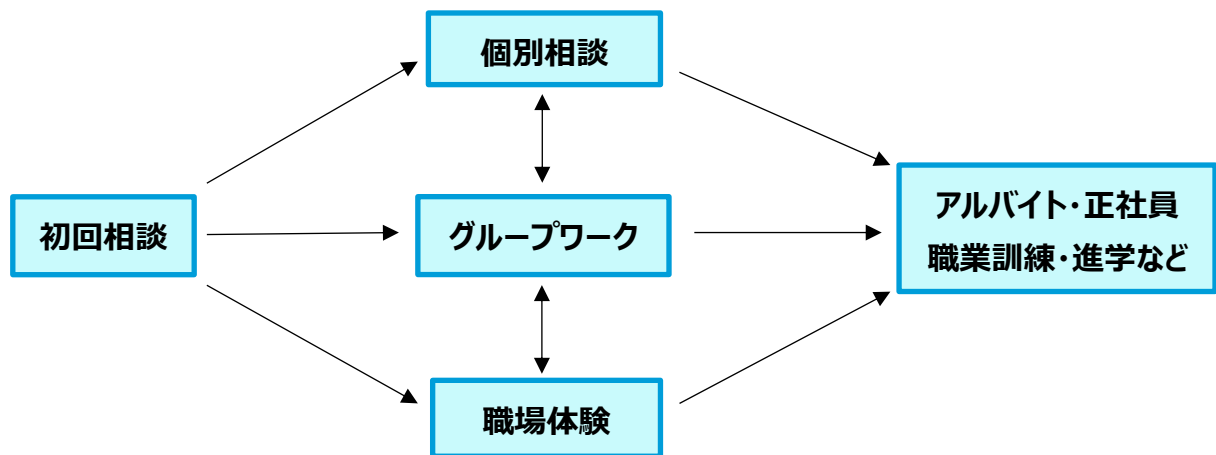 個別相談
初回相談
グループワーク
アルバイト・正社員
職業訓練・進学など
職場体験